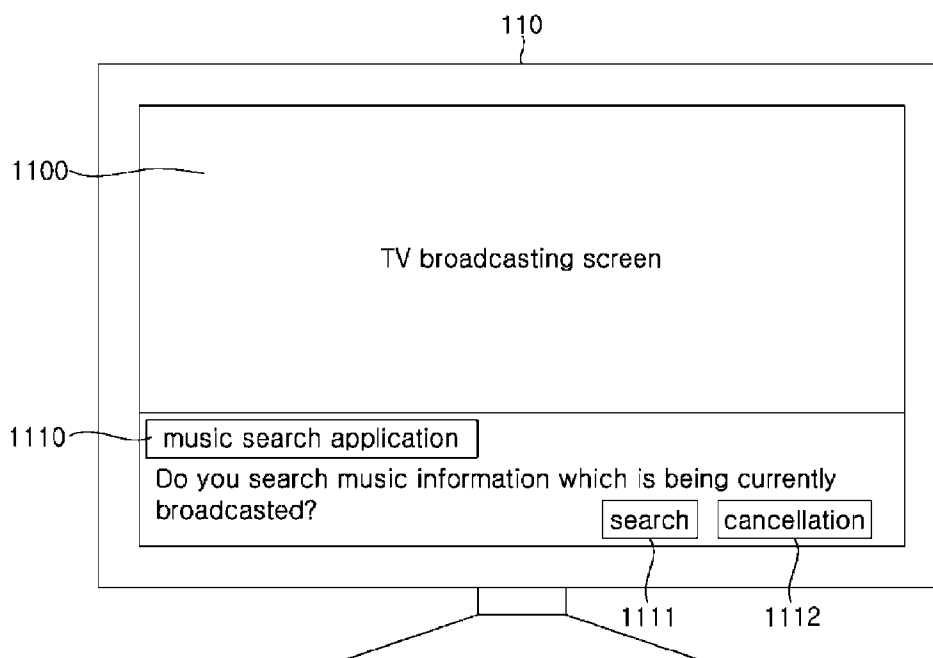 110
1100
TV broadcasting screen
1110
music search application
Do you search music information which is being currently
broadcasted?
search
cancellation
1111
1112